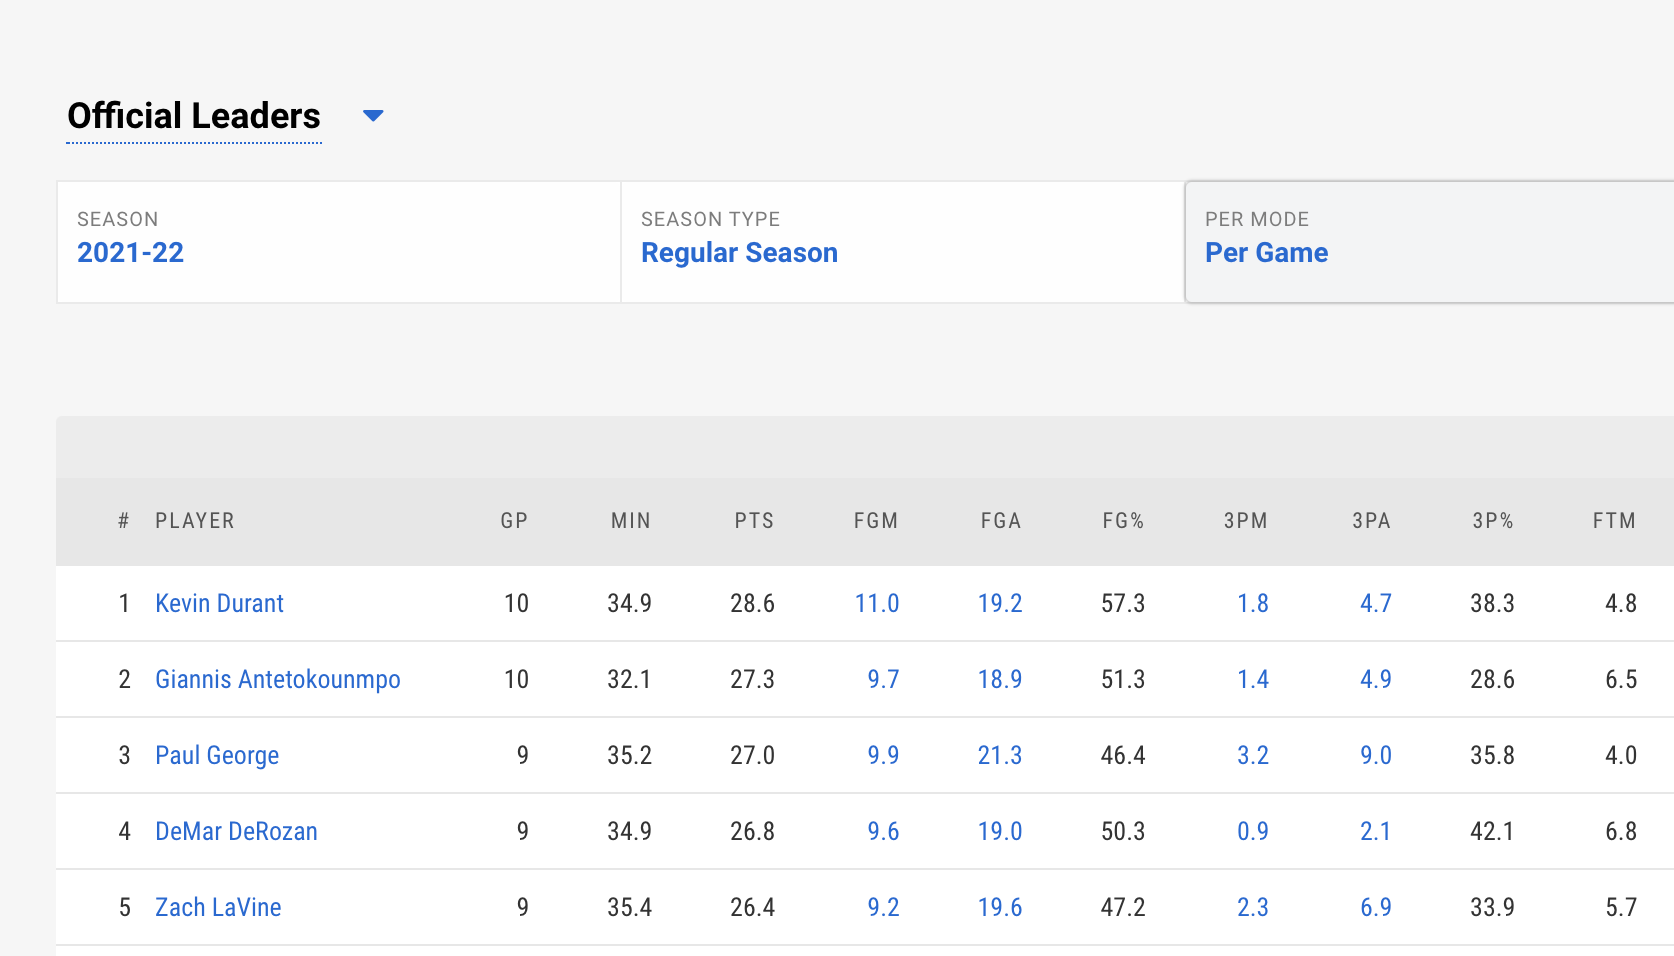 Official Leaders
SEASON SEASON TYPE PER MODE
2021-22 Regular Season Per Game
# PLAYER GP MIN PTS FGM FGA FG% 3PM 3PA 3P% FTM
1 Kevin Durant 10 34.9 28.6 11.0 19.2 57.3 1.8 4.7 38.3 4.8
2 Giannis Antetokounmpo 10 32.1 27.3 9.7 18.9 51.3 1.4 4.9 28.6 6.5
3 Paul George 9 35.2 27.0 9.9 21.3 46.4 3.2 9.0 35.8 4.0
4 DeMar DeRozan 9 34.9 26.8 9.6 19.0 50.3 0.9 2.1 42.1 6.8
5 Zach LaVine 9 35.4 26.4 9.2 19.6 47.2 2.3 6.9 33.9 5.7